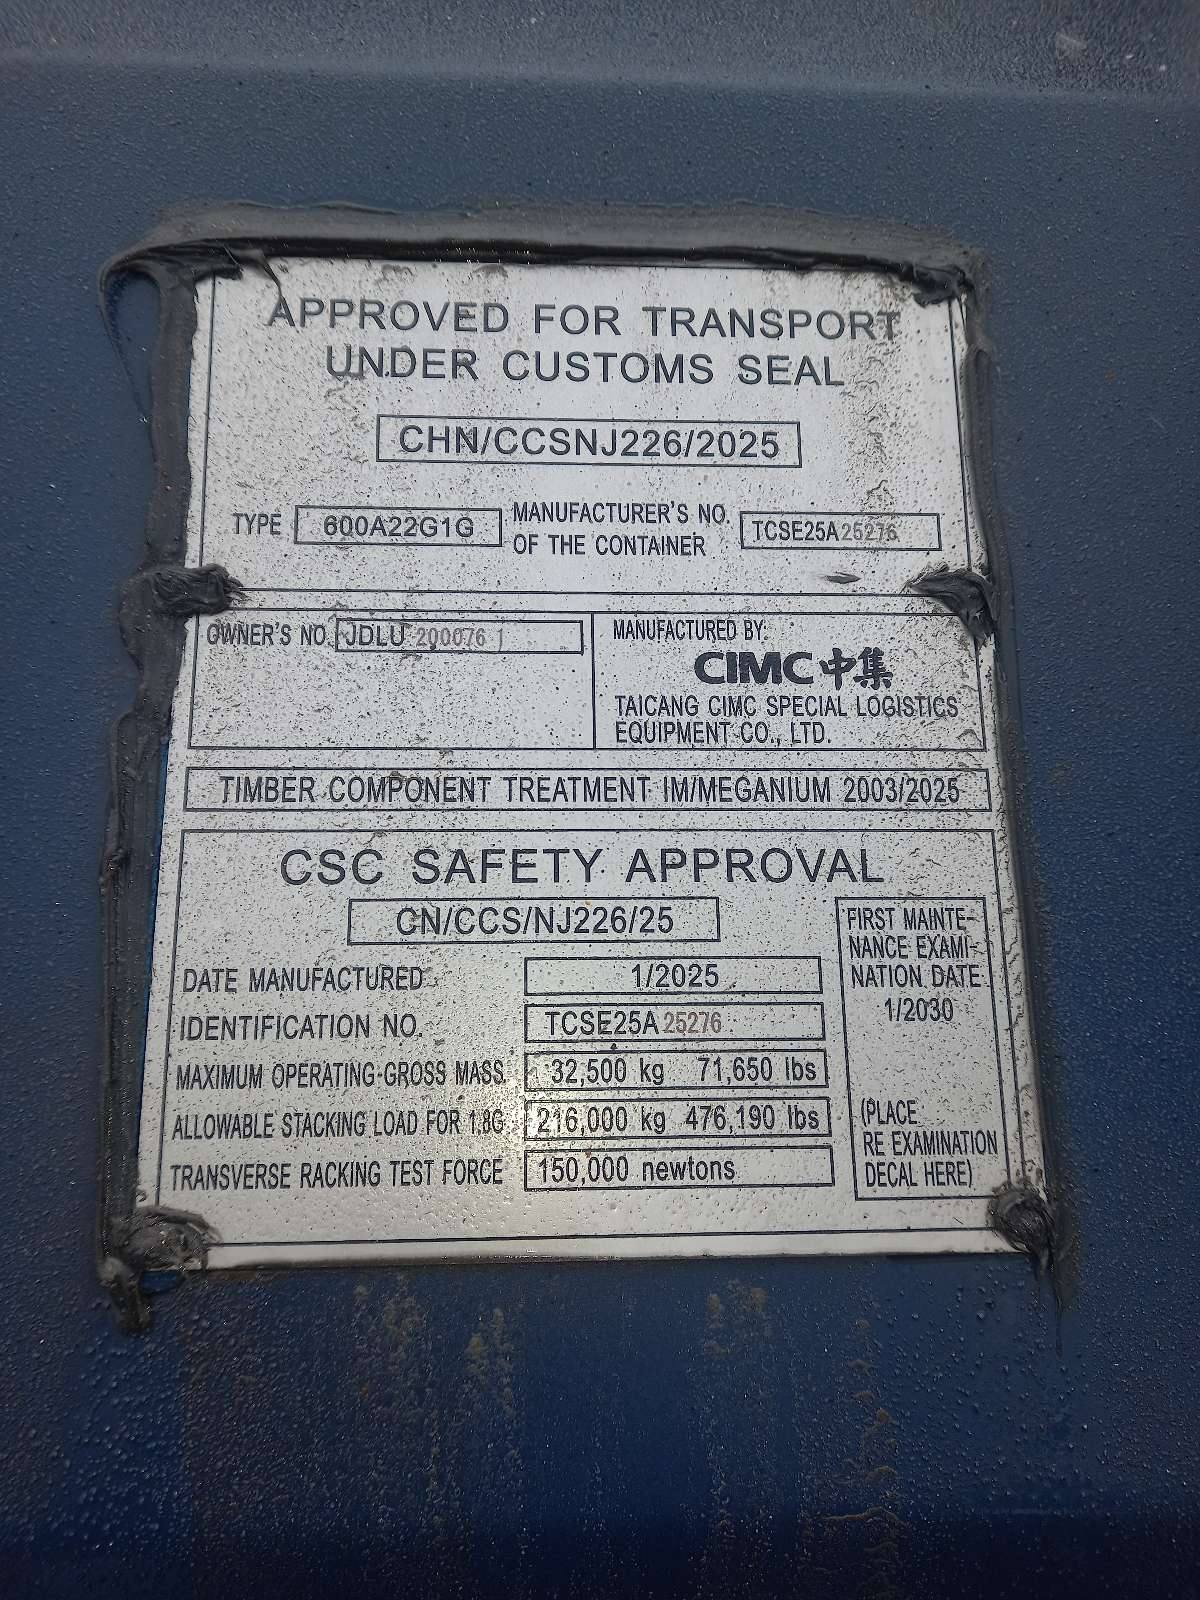 APPROVED FOR TRANSPORT
UNDER CUSTOMS SEAL
CHN/CCSNJ226/2025
TYPE 600A22G1G MANUFACTURER'S NO. OF THE CONTAINER TCSE25A25276
OWNER'S NO. JDLU 200076 1
MANUFACTURED BY:
CIMC中集
TAICANG CIMC SPECIAL LOGISTICS
EQUIPMENT CO., LTD.
TIMBER COMPONENT TREATMENT IM/MEGANIUM 2003/2025
CSC SAFETY APPROVAL
CN/CCS/NJ226/25
DATE MANUFACTURED 1/2025
IDENTIFICATION NO. TCSE25A25276
MAXIMUM OPERATING GROSS MASS 32,500 kg 71,650 lbs
ALLOWABLE STACKING LOAD FOR 1.8G 216,000 kg 476,190 lbs
TRANSVERSE RACKING TEST FORCE 150,000 newtons
FIRST MAINTE-
NANCE EXAMI-
NATION DATE
1/2030
(PLACE
RE EXAMINATION
DECAL HERE)